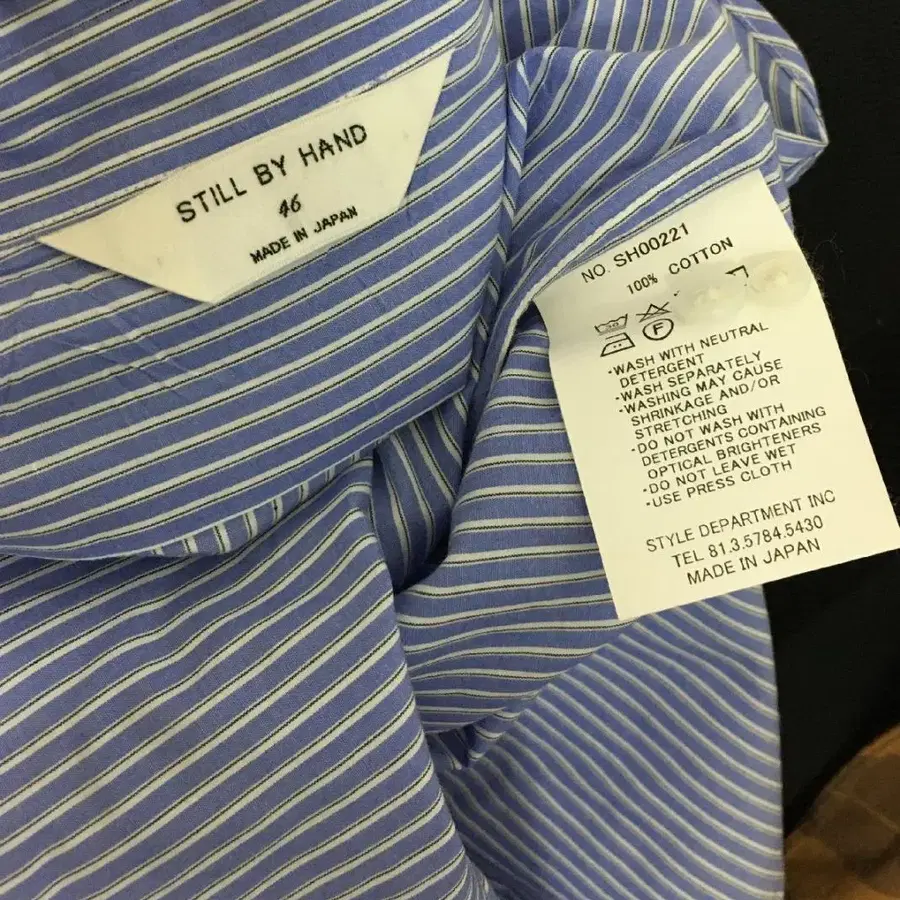 STILL BY HAND
46
MADE IN JAPAN
NO. SH00221
100% COTTON
F
·WASH WITH NEUTRAL
DETERGENT
·WASH SEPARATELY
·WASHING MAY CAUSE
SHRINKAGE AND/OR
STRETCHING
·DO NOT WASH WITH
DETERGENTS CONTAINING
OPTICAL BRIGHTENERS
·DO NOT LEAVE WET
·USE PRESS CLOTH
STYLE DEPARTMENT INC
TEL 81.3.5784.5430
MADE IN JAPAN